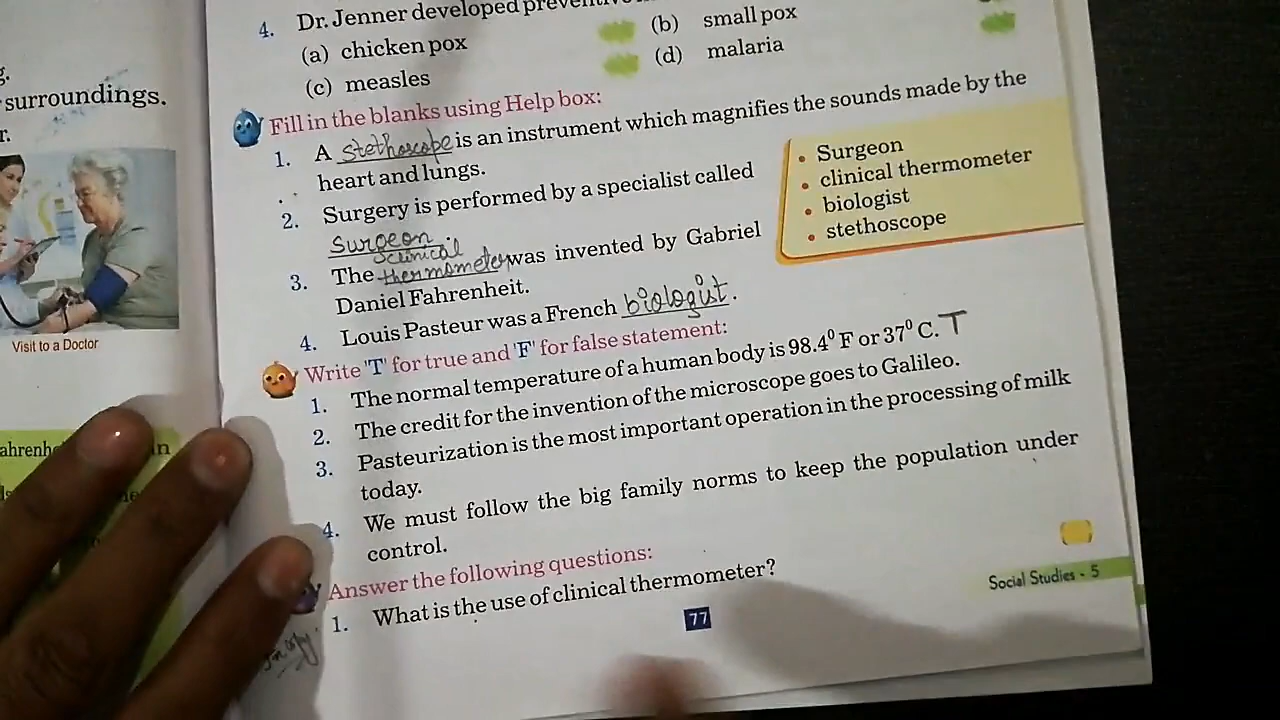 g.
surroundings.
r.
Visit to a Doctor
4. Dr. Jenner developed
(a) chicken pox (b) small pox
(c) measles (d) malaria
Fill in the blanks using Help box:
1. A stethoscope is an instrument which magnifies the sounds made by the
heart and lungs.
2. Surgery is performed by a specialist called
Surgeon
3. The clinical thermometer was invented by Gabriel
Daniel Fahrenheit.
4. Louis Pasteur was a French biologist.
• Surgeon
• clinical thermometer
• biologist
• stethoscope
Write 'T' for true and 'F' for false statement:
1. The normal temperature of a human body is 98.4⁰ F or 37⁰ C. T
2. The credit for the invention of the microscope goes to Galileo.
3. Pasteurization is the most important operation in the processing of milk
today.
4. We must follow the big family norms to keep the population under
control.
Answer the following questions:
1. What is the use of clinical thermometer?
77
Social Studies - 5